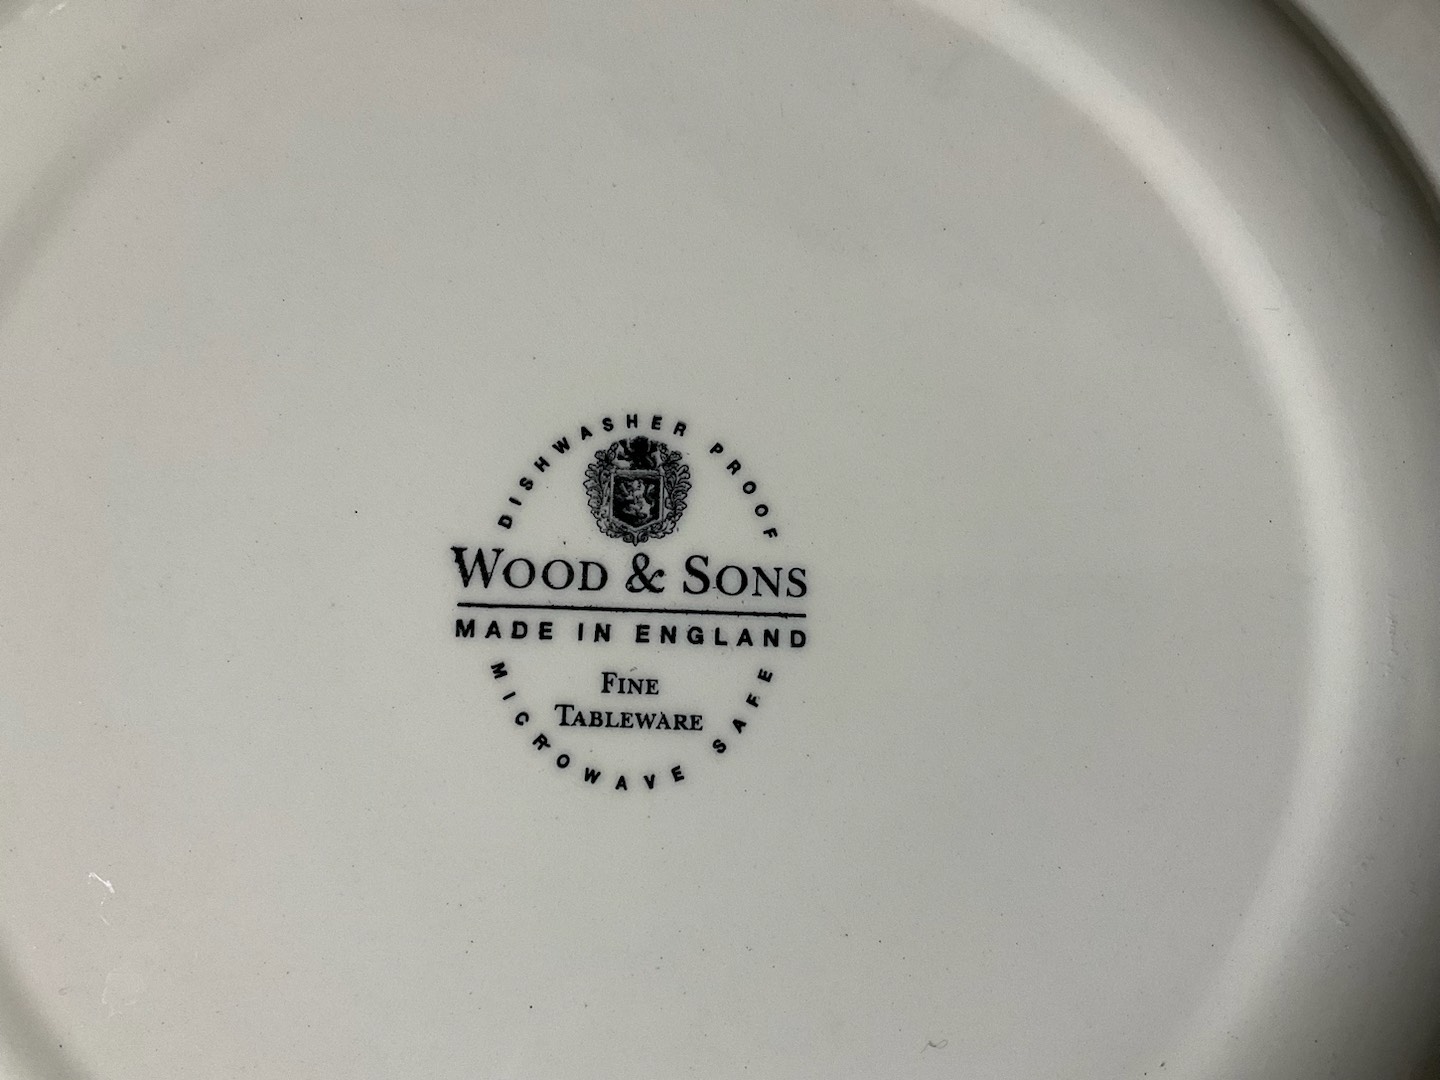 DISHWASHER PROOF
WOOD & SONS
MADE IN ENGLAND
FINE
TABLEWARE
MICROWAVE SAFE